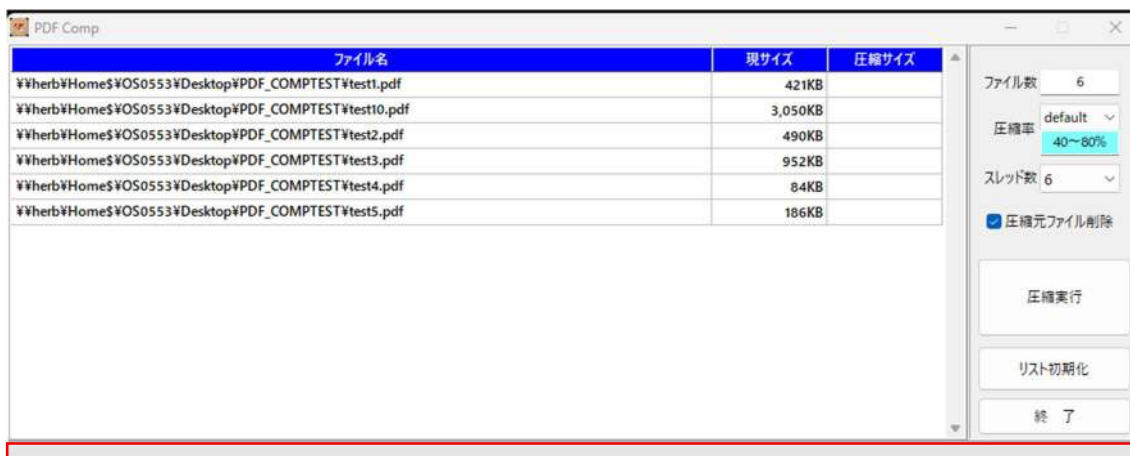 PDF Comp
ファイル名 現サイズ 圧縮サイズ
¥¥herb¥Home$¥OS0553¥Desktop¥PDF_COMPTEST¥test1.pdf 421KB
¥¥herb¥Home$¥OS0553¥Desktop¥PDF_COMPTEST¥test10.pdf 3,050KB
¥¥herb¥Home$¥OS0553¥Desktop¥PDF_COMPTEST¥test2.pdf 490KB
¥¥herb¥Home$¥OS0553¥Desktop¥PDF_COMPTEST¥test3.pdf 952KB
¥¥herb¥Home$¥OS0553¥Desktop¥PDF_COMPTEST¥test4.pdf 84KB
¥¥herb¥Home$¥OS0553¥Desktop¥PDF_COMPTEST¥test5.pdf 186KB
ファイル数 6
圧縮率 default
40～80%
スレッド数 6
圧縮元ファイル削除
圧縮実行
リスト初期化
終 了